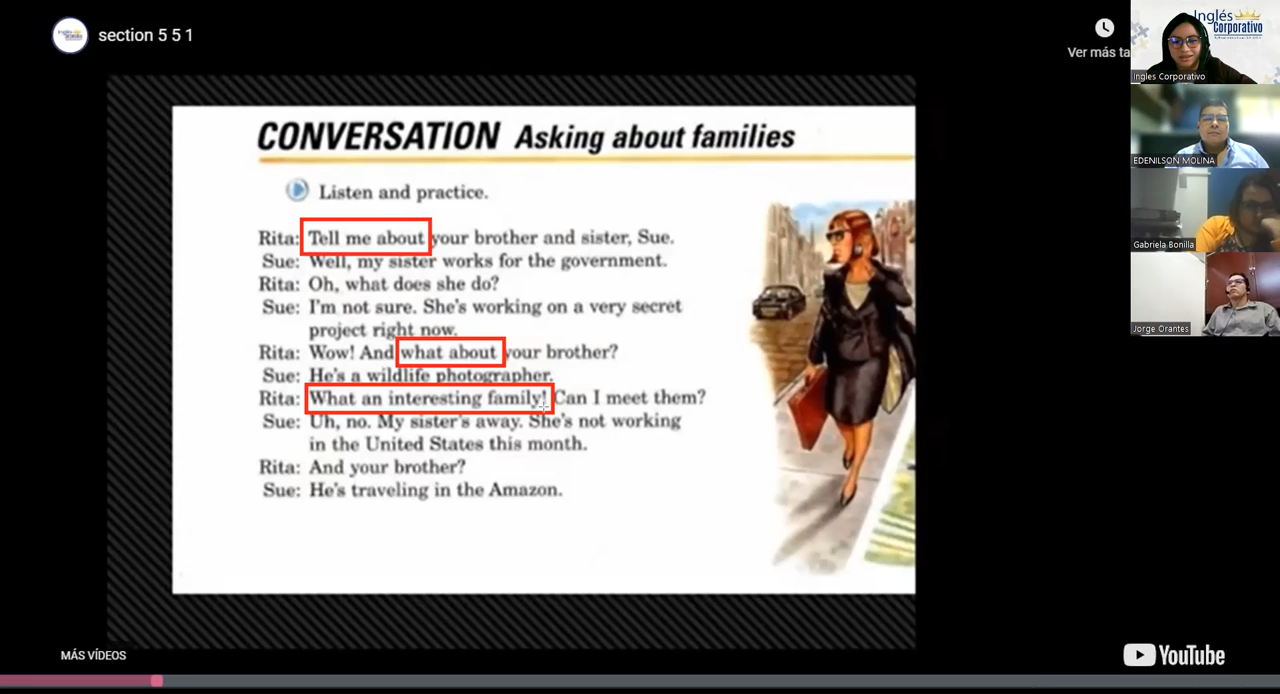 section 5 5 1
Ver más ta
Inglés
Corporativo
Ingles Corporativo
EDENILSON MOLINA
Gabriela Bonilla
Jorge Orantes
CONVERSATION Asking about families
Listen and practice.
Rita: Tell me about your brother and sister, Sue.
Sue: Well, my sister works for the government.
Rita: Oh, what does she do?
Sue: I'm not sure. She's working on a very secret
project right now.
Rita: Wow! And what about your brother?
Sue: He's a wildlife photographer.
Rita: What an interesting family! Can I meet them?
Sue: Uh, no. My sister's away. She's not working
in the United States this month.
Rita: And your brother?
Sue: He's traveling in the Amazon.
MÁS VÍDEOS
YouTube